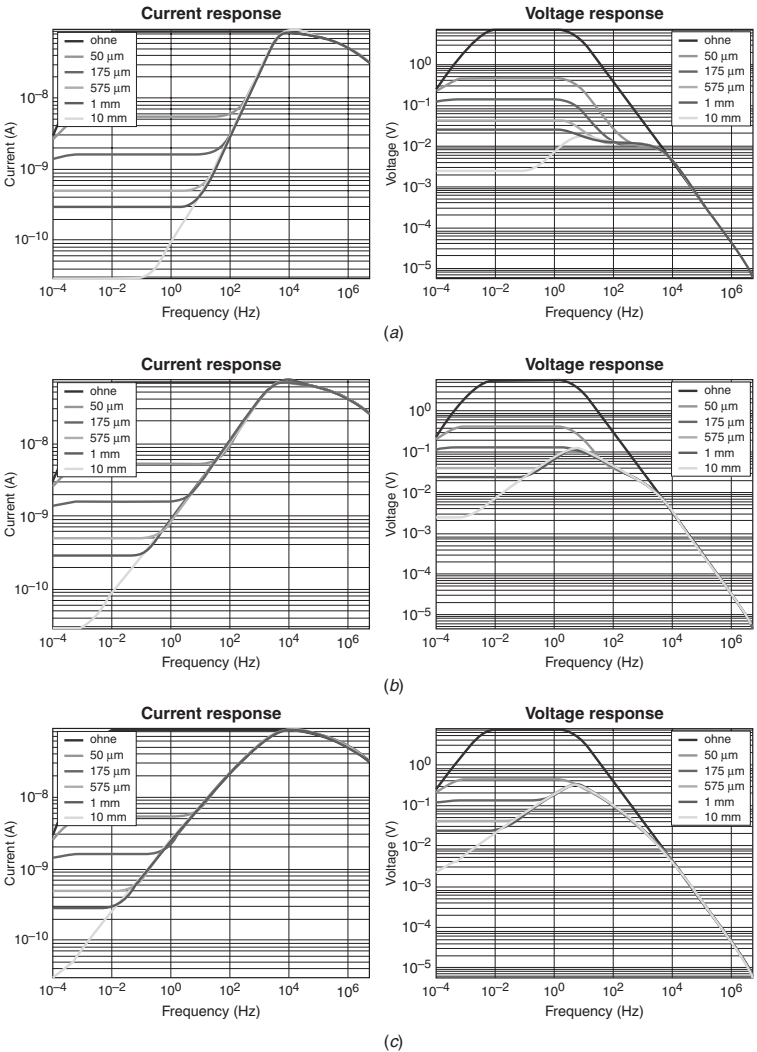 Current response
ohne
50 μm
175 μm
575 μm
1 mm
10 mm
Current (A)
10–8
10–9
10–10
10–4 10–2 100 102 104 106
Frequency (Hz)
Voltage response
ohne
50 μm
175 μm
575 μm
1 mm
10 mm
Voltage (V)
100
10–1
10–2
10–3
10–4
10–5
10–4 10–2 100 102 104 106
Frequency (Hz)
(a)
Current response
ohne
50 μm
175 μm
575 μm
1 mm
10 mm
Current (A)
10–8
10–9
10–10
10–4 10–2 100 102 104 106
Frequency (Hz)
Voltage response
ohne
50 μm
175 μm
575 μm
1 mm
10 mm
Voltage (V)
100
10–1
10–2
10–3
10–4
10–5
10–4 10–2 100 102 104 106
Frequency (Hz)
(b)
Current response
ohne
50 μm
175 μm
575 μm
1 mm
10 mm
Current (A)
10–8
10–9
10–10
10–4 10–2 100 102 104 106
Frequency (Hz)
Voltage response
ohne
50 μm
175 μm
575 μm
1 mm
10 mm
Voltage (V)
100
10–1
10–2
10–3
10–4
10–5
10–4 10–2 100 102 104 106
Frequency (Hz)
(c)